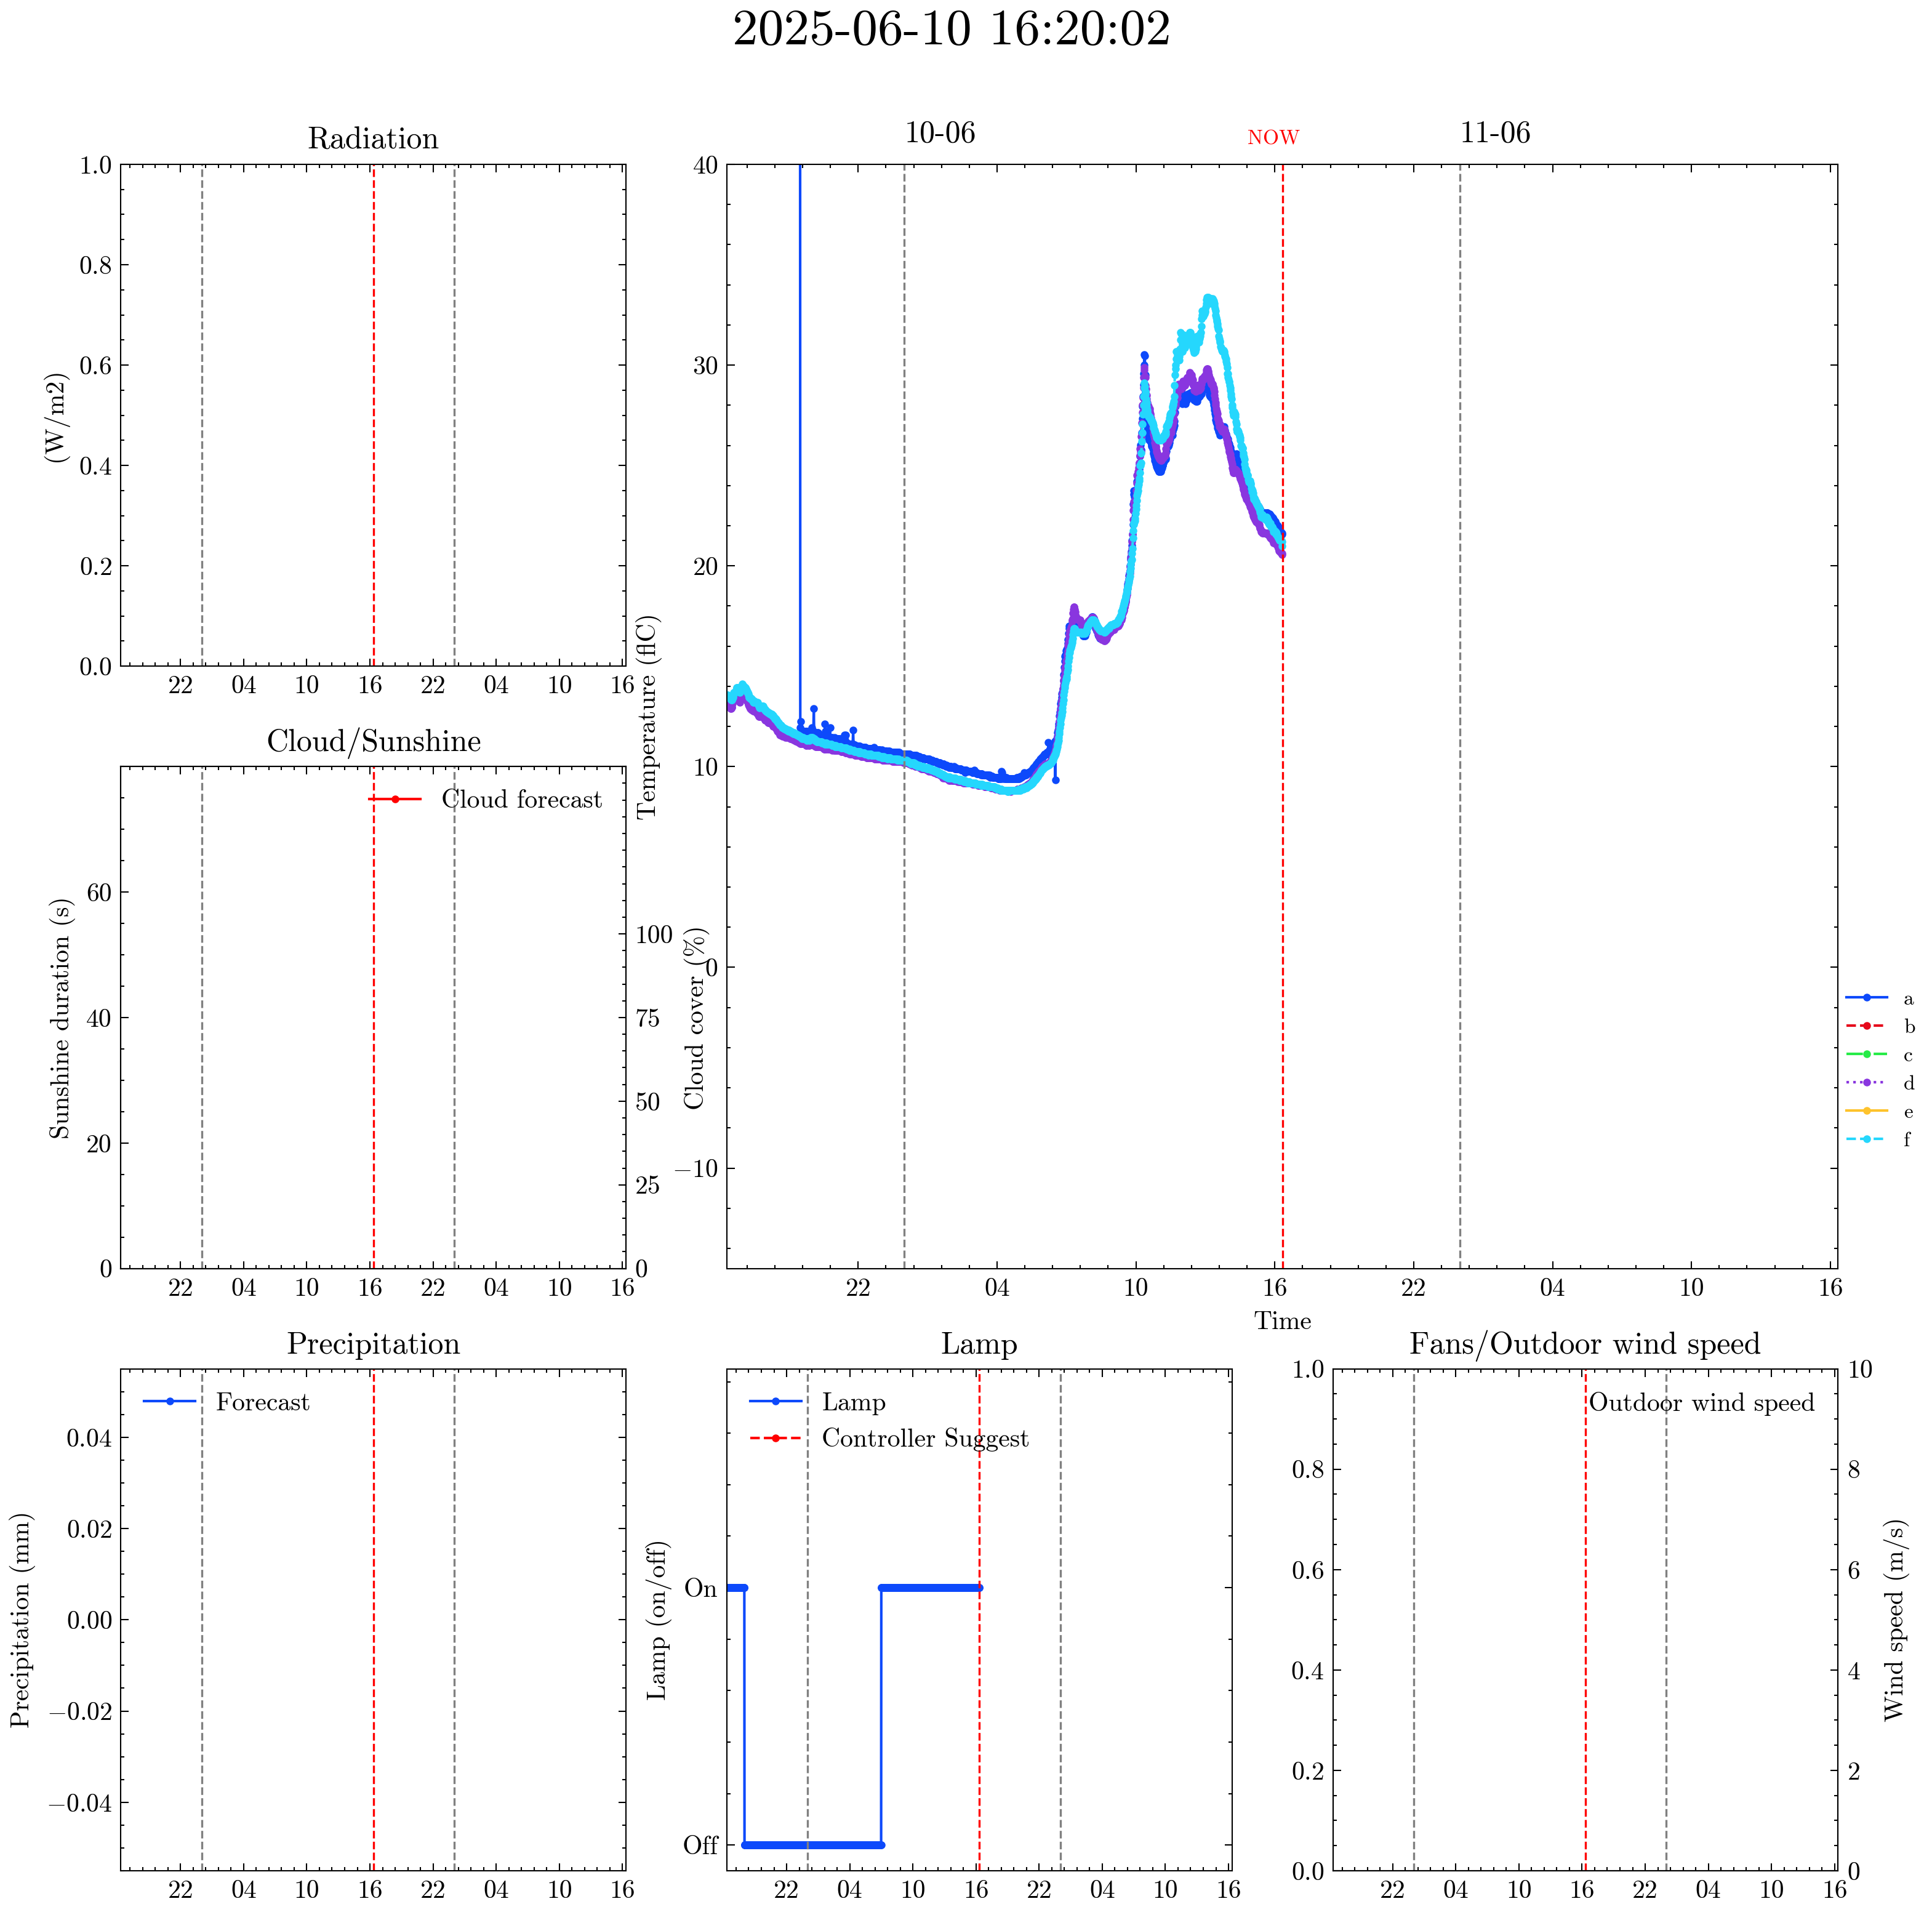 2025-06-10 16:20:02
Radiation
1.0
0.8
0.6
0.4
0.2
0.0
(W/m2)
22 04 10 16 22 04 10 16
10-06
NOW
11-06
40
30
20
10
0
−10
Temperature (flC)
22 04 10 16 22 04 10 16
Time
a
b
c
d
e
f
Cloud/Sunshine
Cloud forecast
60
40
20
0
Sunshine duration (s)
100
75
50
25
0
Cloud cover (%)
22 04 10 16 22 04 10 16
Precipitation
Forecast
0.04
0.02
0.00
−0.02
−0.04
Precipitation (mm)
22 04 10 16 22 04 10 16
Lamp
Lamp
Controller Suggest
On
Off
Lamp (on/off)
22 04 10 16 22 04 10 16
Fans/Outdoor wind speed
Outdoor wind speed
1.0
0.8
0.6
0.4
0.2
0.0
10
8
6
4
2
0
Wind speed (m/s)
22 04 10 16 22 04 10 16